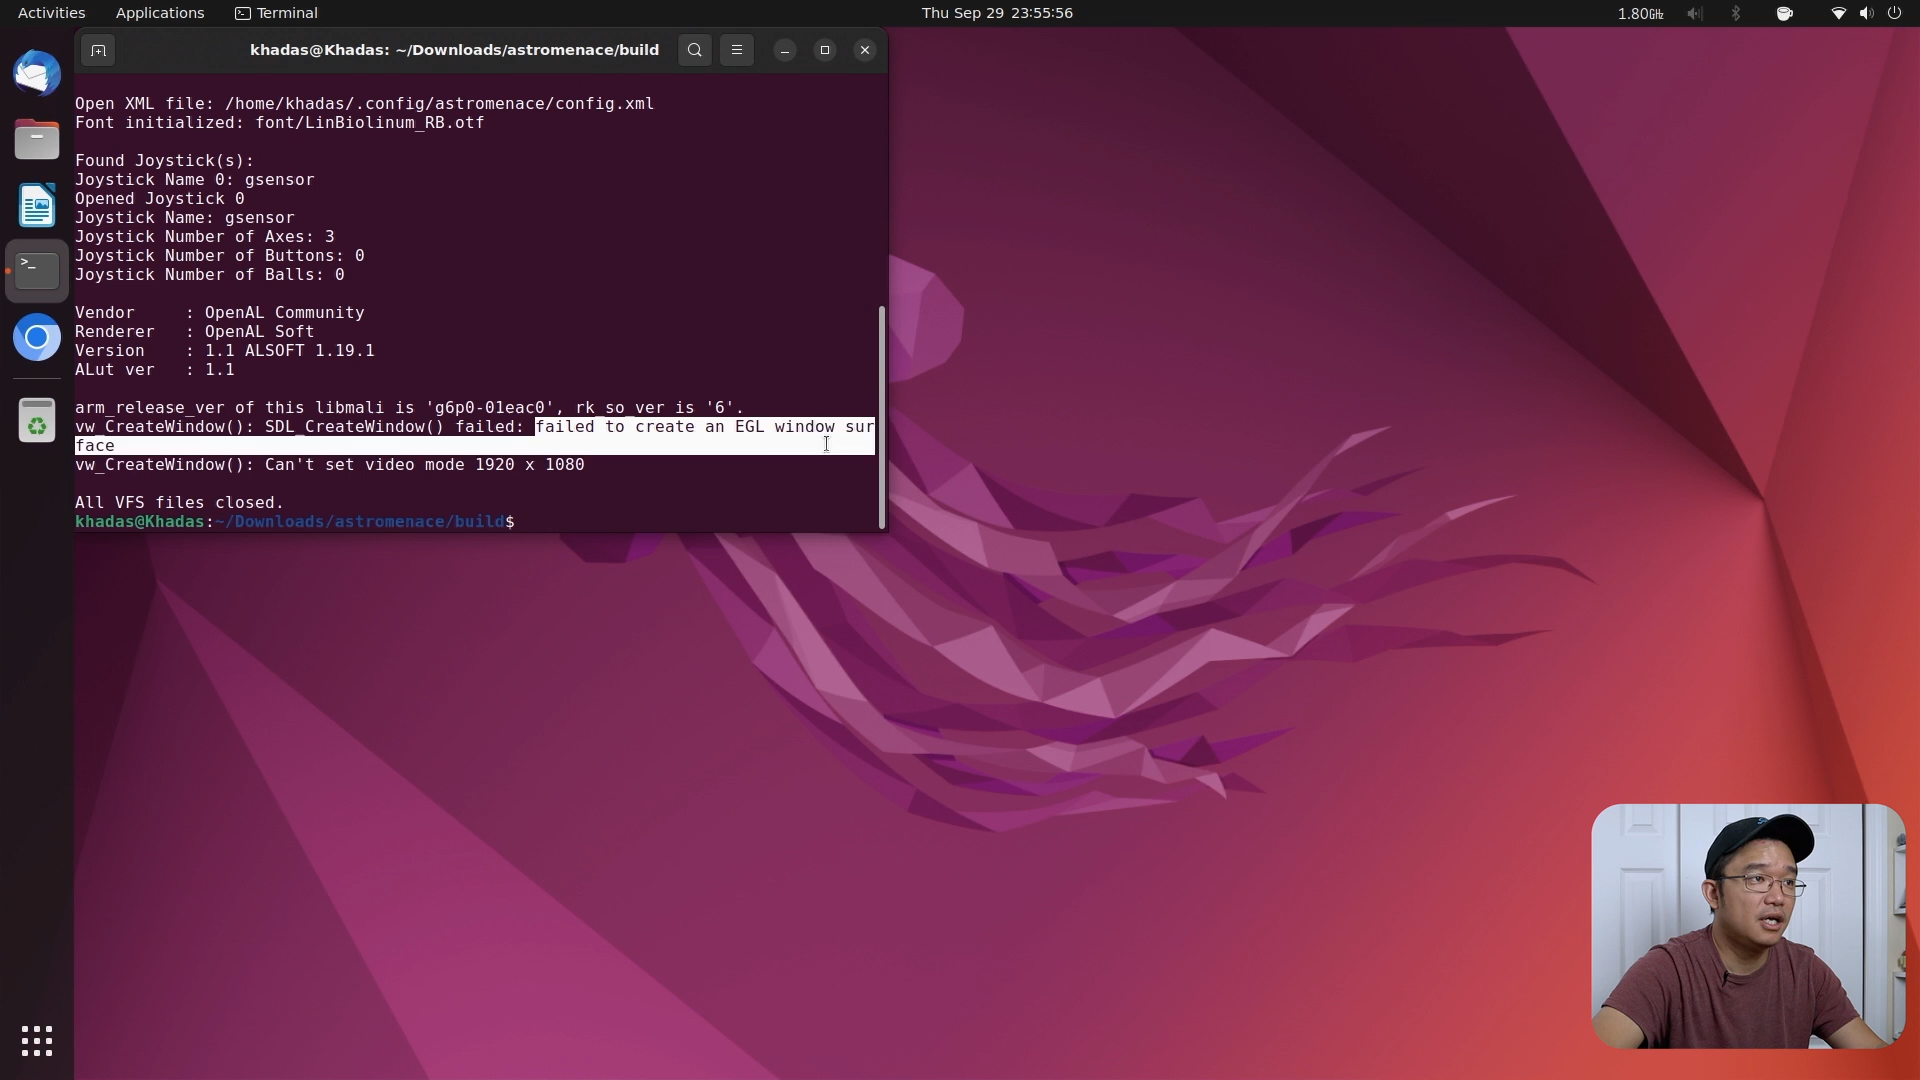 Activities Applications Terminal Thu Sep 29 23:55:56 1.80GHz
khadas@Khadas: ~/Downloads/astromenace/build
Open XML file: /home/khadas/.config/astromenace/config.xml
Font initialized: font/LinBiolinum_RB.otf
Found Joystick(s):
Joystick Name 0: gsensor
Opened Joystick 0
Joystick Name: gsensor
Joystick Number of Axes: 3
Joystick Number of Buttons: 0
Joystick Number of Balls: 0
Vendor     : OpenAL Community
Renderer   : OpenAL Soft
Version    : 1.1 ALSOFT 1.19.1
ALut ver   : 1.1
arm_release_ver of this libmali is 'g6p0-01eac0', rk_so_ver is '6'.
vw_CreateWindow(): SDL_CreateWindow() failed: failed to create an EGL window sur
face
vw_CreateWindow(): Can't set video mode 1920 x 1080
All VFS files closed.
khadas@Khadas:~/Downloads/astromenace/build$